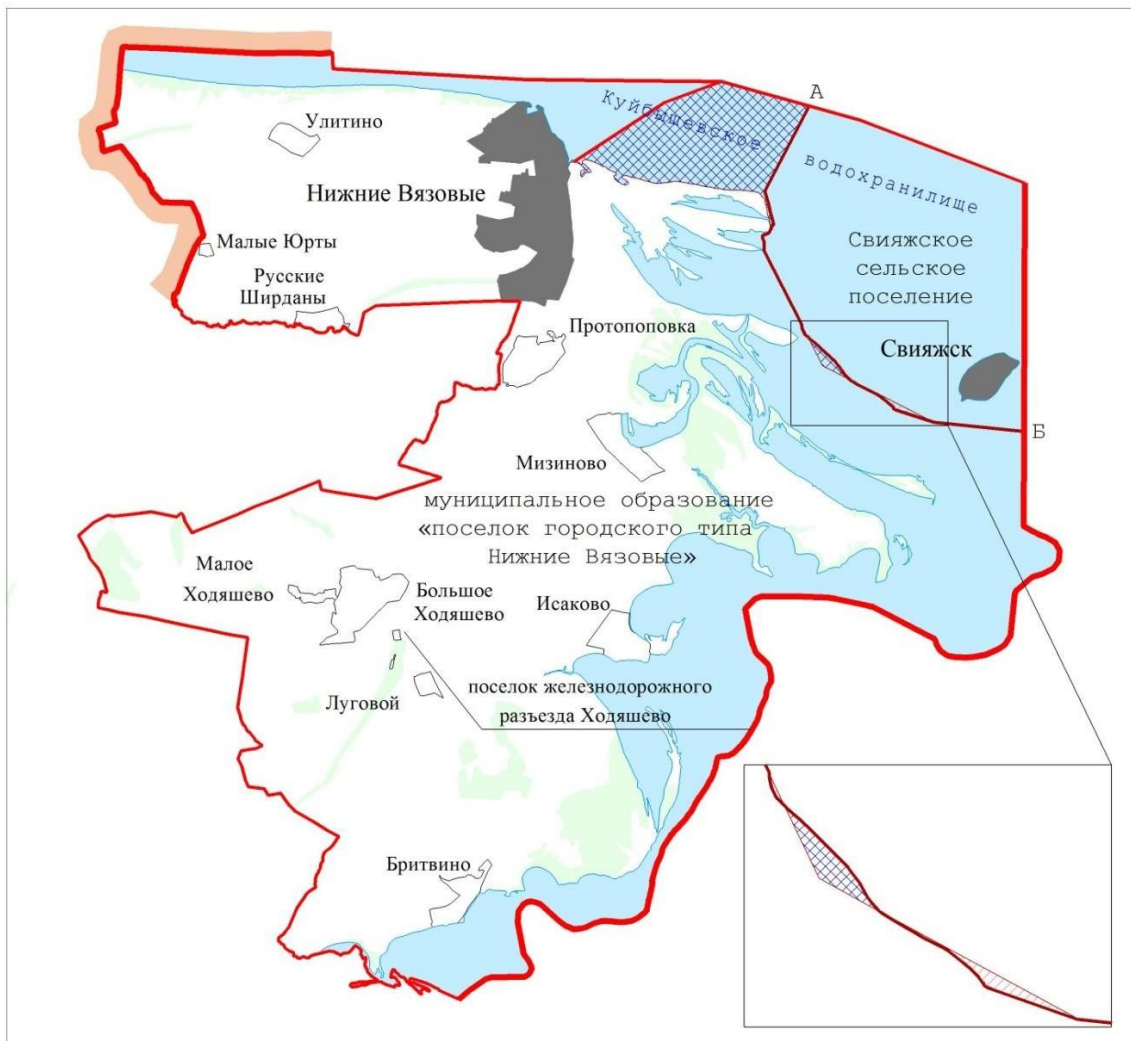 А
Куйбышевское
Улитино
водохранилище
Нижние Вязовые
Свияжское
сельское
поселение
Малые Юрты
Русские
Ширданы
Протопоповка
Свияжск
Б
Мизиново
муниципальное образование
«поселок городского типа
Нижние Вязовые»
Малое
Ходяшево
Большое
Ходяшево
Исаково
Луговой
поселок железнодорожного
разъезда Ходяшево
Бритвино